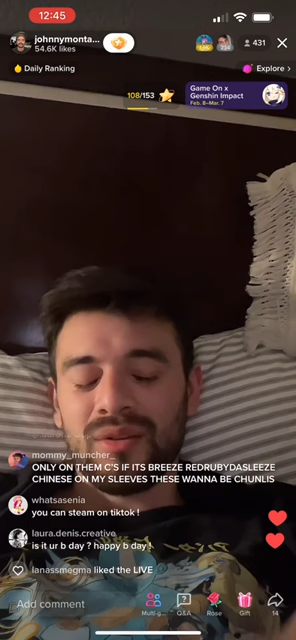 12:45
johnnymonta...
54.6K likes
431
Daily Ranking
Explore >
108/153
Game On x
Genshin Impact
Feb. 8–Mar. 7
mommy_muncher_
ONLY ON THEM C'S IF ITS BREEZE REDRUBYDASLEEZE
CHINESE ON MY SLEEVES THESE WANNA BE CHUNLIS
whatsasenia
you can steam on tiktok !
laura.denis.creative
is it ur b day ? happy b day !
lanassmegma liked the LIVE
Add comment
Multi-g...
Q&A
Rose
Gift
14